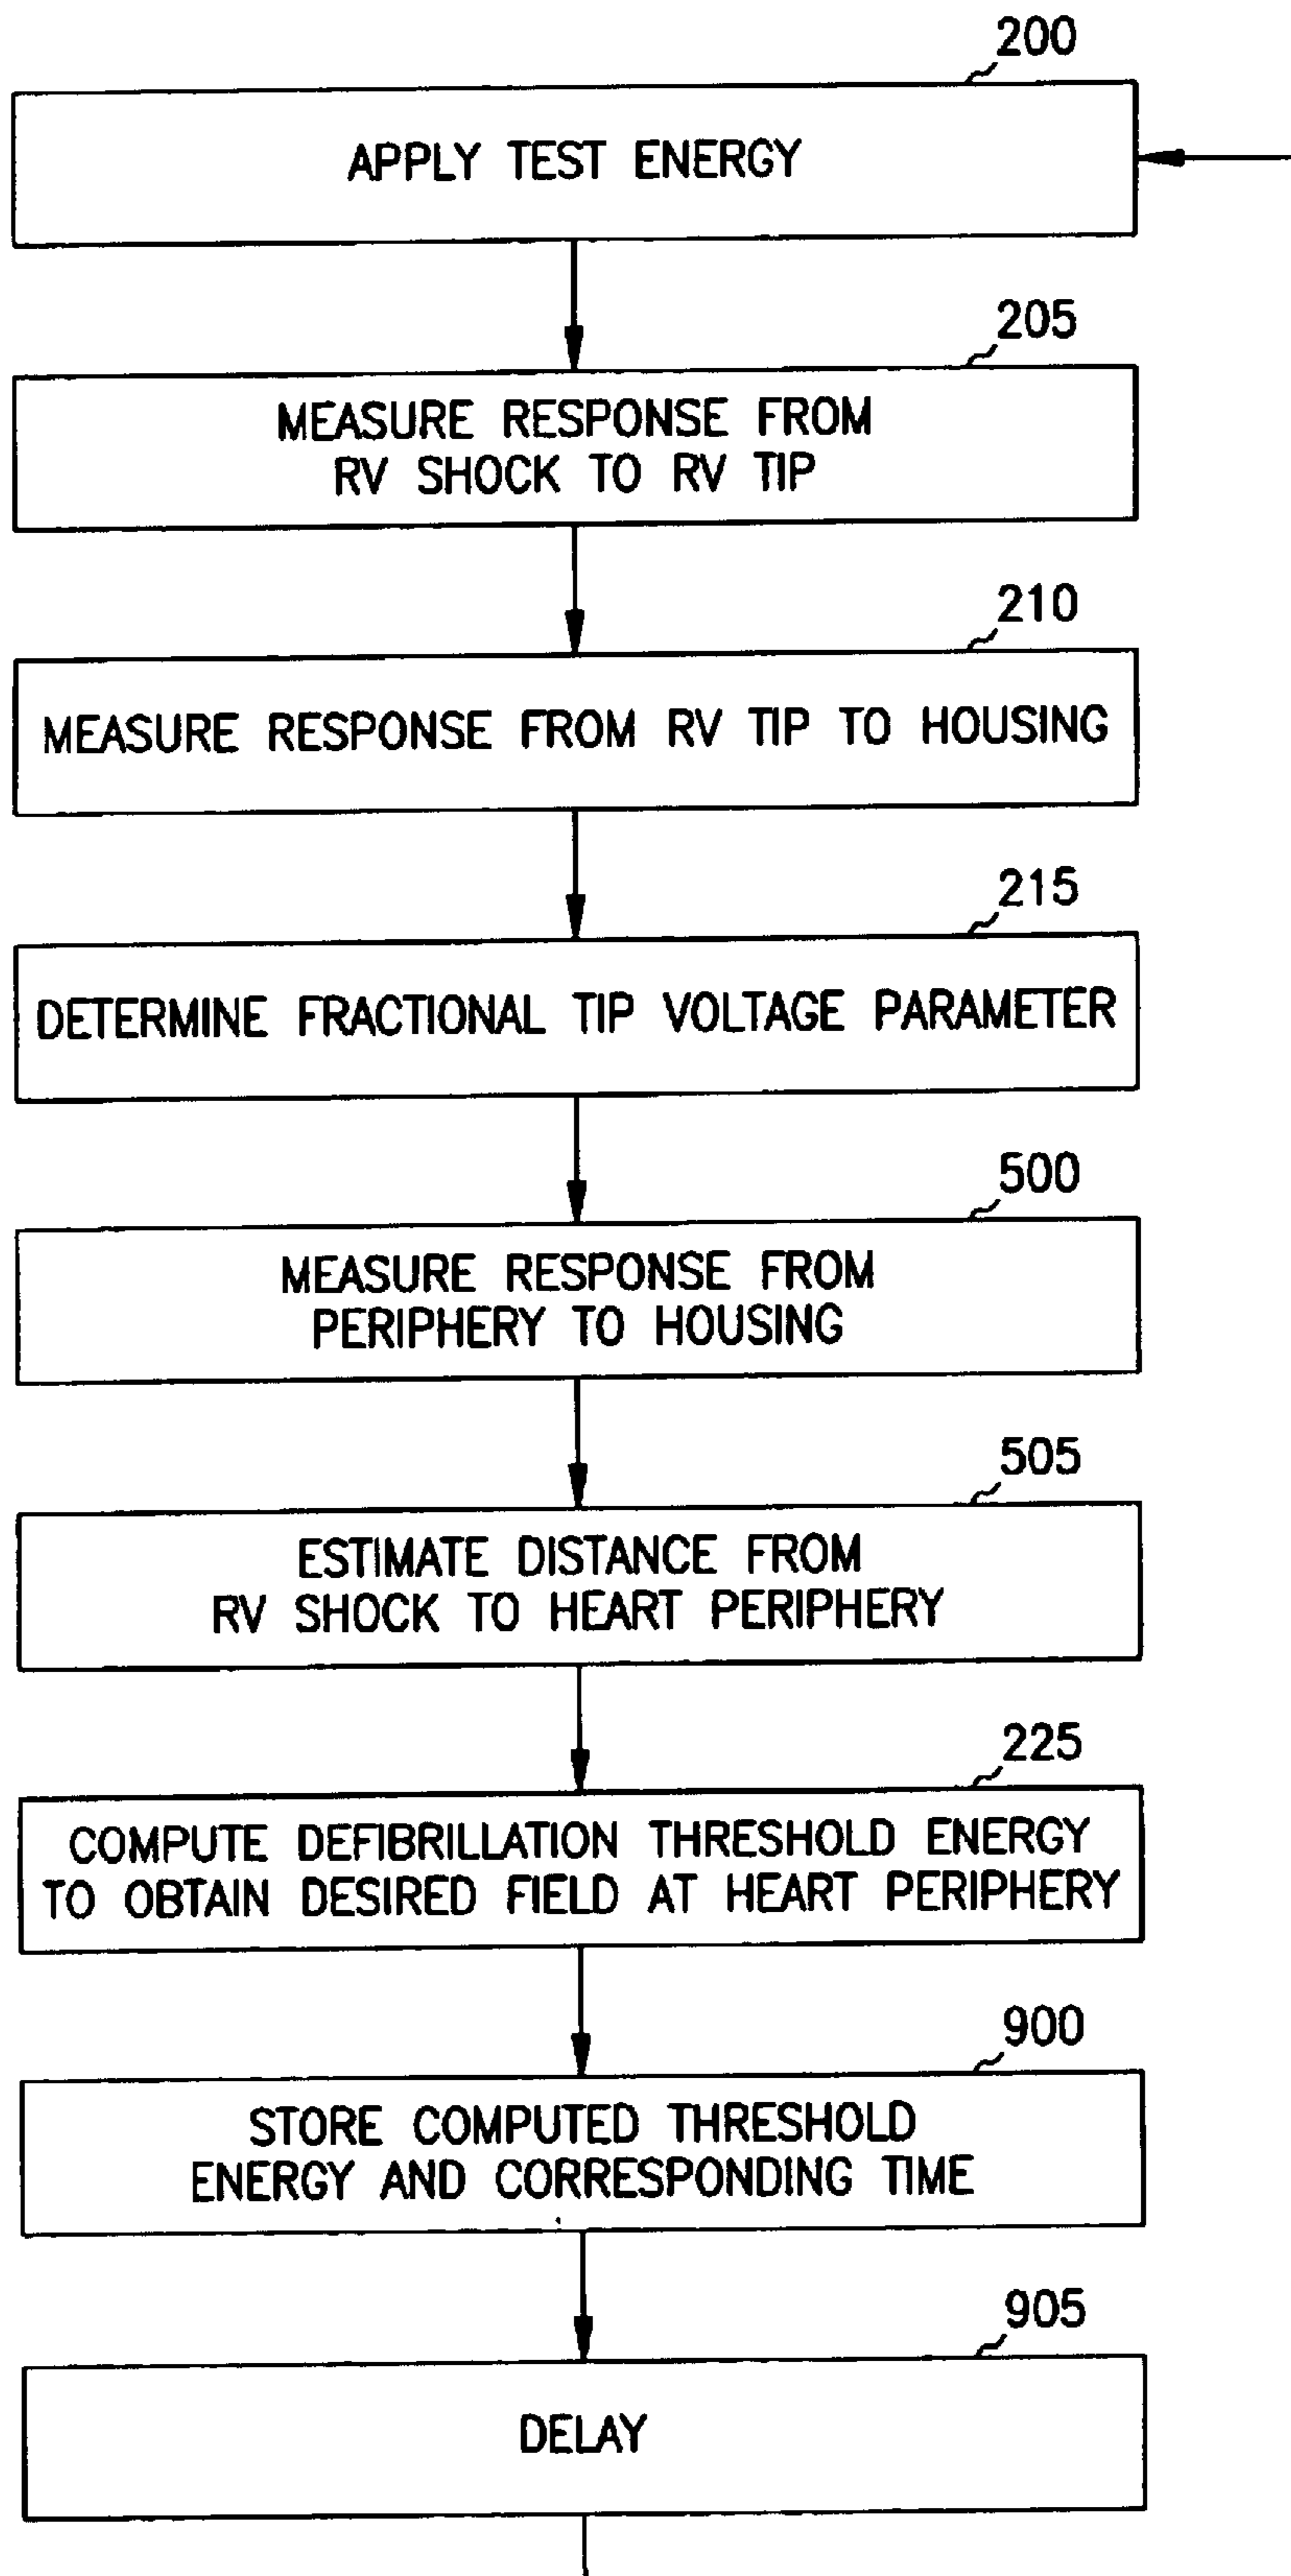 200
APPLY TEST ENERGY
205
MEASURE RESPONSE FROM
RV SHOCK TO RV TIP
210
MEASURE RESPONSE FROM RV TIP TO HOUSING
215
DETERMINE FRACTIONAL TIP VOLTAGE PARAMETER
500
MEASURE RESPONSE FROM
PERIPHERY TO HOUSING
505
ESTIMATE DISTANCE FROM
RV SHOCK TO HEART PERIPHERY
225
COMPUTE DEFIBRILLATION THRESHOLD ENERGY
TO OBTAIN DESIRED FIELD AT HEART PERIPHERY
900
STORE COMPUTED THRESHOLD
ENERGY AND CORRESPONDING TIME
905
DELAY